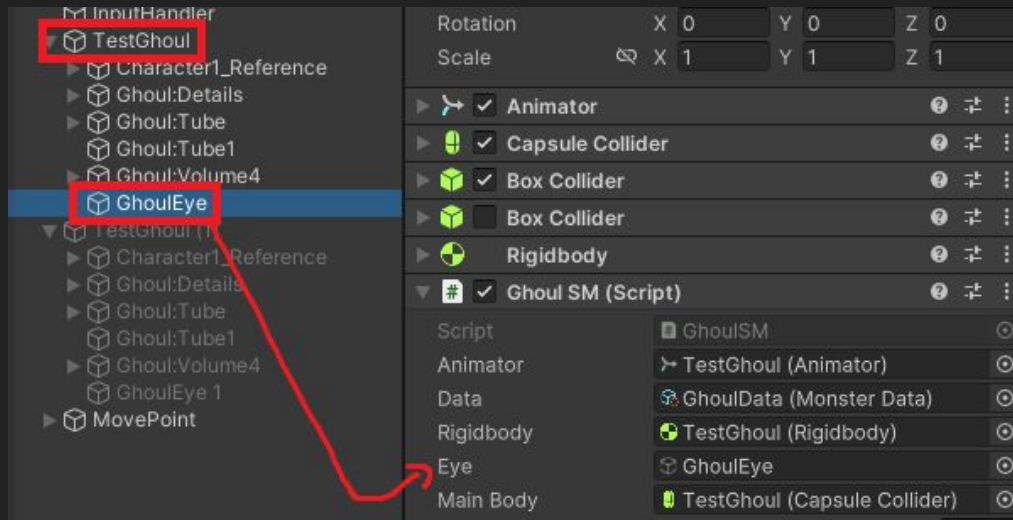 InputHandler
TestGhoul
Character1_Reference
Ghoul:Details
Ghoul:Tube
Ghoul:Tube1
Ghoul:Volume4
GhoulEye
TestGhoul (1)
Character1_Reference
Ghoul:Details
Ghoul:Tube
Ghoul:Tube1
Ghoul:Volume4
GhoulEye 1
MovePoint
Rotation X 0 Y 0 Z 0
Scale X 1 Y 1 Z 1
Animator
Capsule Collider
Box Collider
Box Collider
Rigidbody
# Ghoul SM (Script)
Script GhoulSM
Animator TestGhoul (Animator)
Data GhoulData (Monster Data)
Rigidbody TestGhoul (Rigidbody)
Eye GhoulEye
Main Body TestGhoul (Capsule Collider)